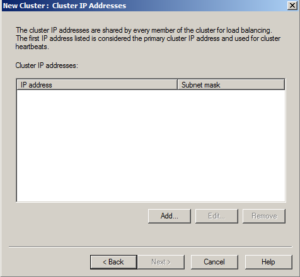 New Cluster : Cluster IP Addresses
The cluster IP addresses are shared by every member of the cluster for load balancing.
The first IP address listed is considered the primary cluster IP address and used for cluster
heartbeats.
Cluster IP addresses:
IP address Subnet mask
Add... Edit... Remove
< Back Next > Cancel Help